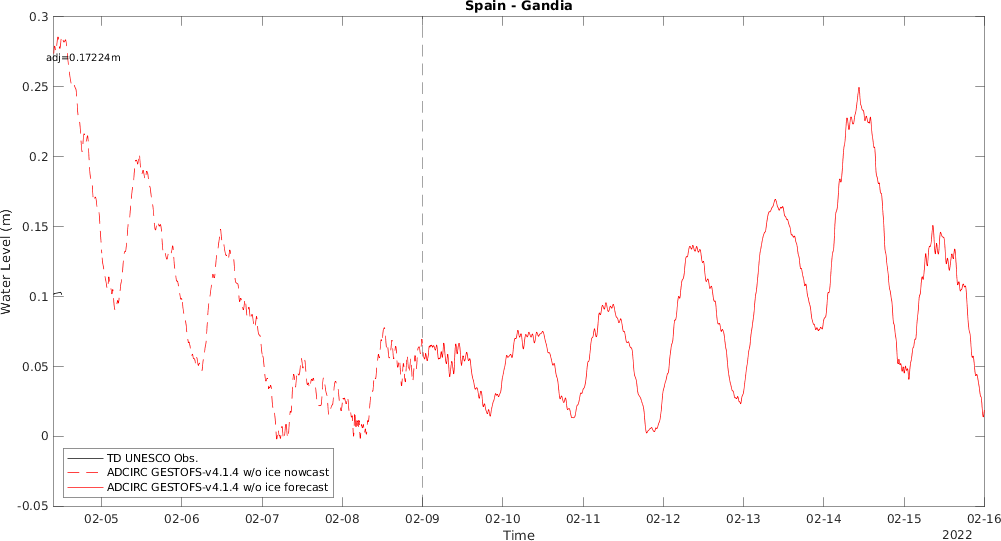 Spain - Gandia
0.3
0.25
0.2
0.15
0.1
0.05
0
-0.05
Water Level (m)
adj=0.17224m
TD UNESCO Obs.
ADCIRC GESTOFS-v4.1.4 w/o ice nowcast
ADCIRC GESTOFS-v4.1.4 w/o ice forecast
02-05 02-06 02-07 02-08 02-09 02-10 02-11 02-12 02-13 02-14 02-15 02-16
Time
2022